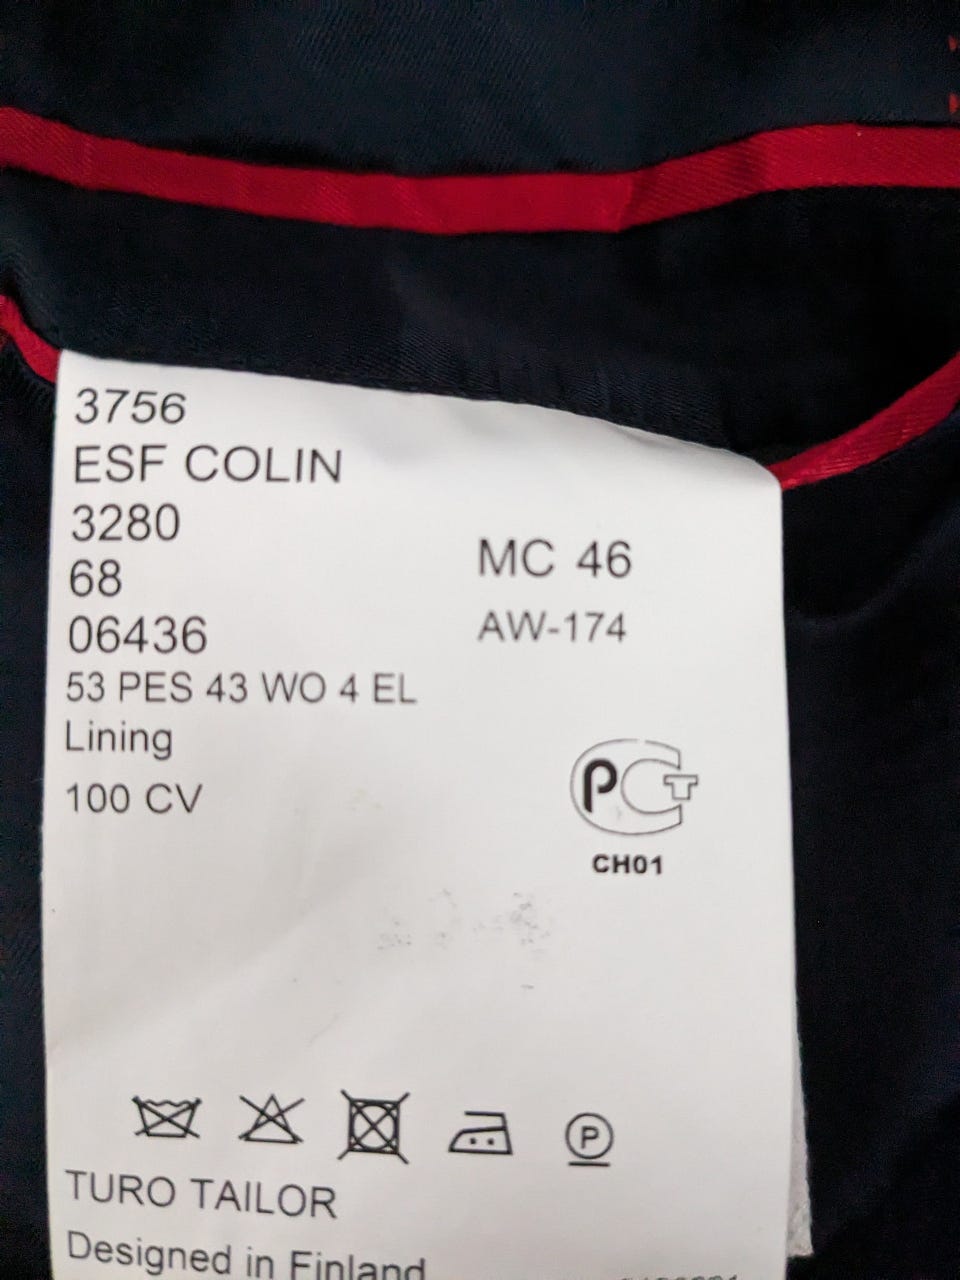 3756
ESF COLIN
3280
68
06436
MC 46
AW-174
53 PES 43 WO 4 EL
Lining
100 CV
РСТ
CH01
P
TURO TAILOR
Designed in Finland